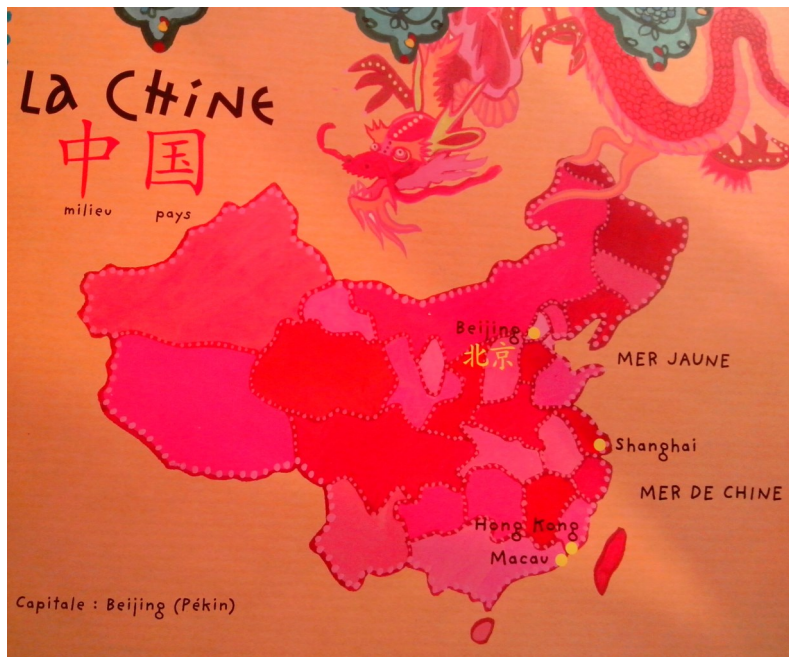 La CHiNE
中国
milieu pays
Beijing
北京
MER JAUNE
Shanghai
MER DE CHINE
Hong Kong
Macau
Capitale : Beijing (Pékin)